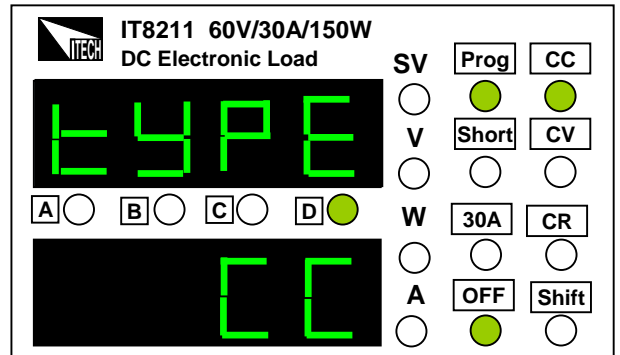 ITECH IT8211 60V/30A/150W
DC Electronic Load
SV Prog CC
tYPE
V Short CV
A B C D
W 30A CR
CC
A OFF Shift